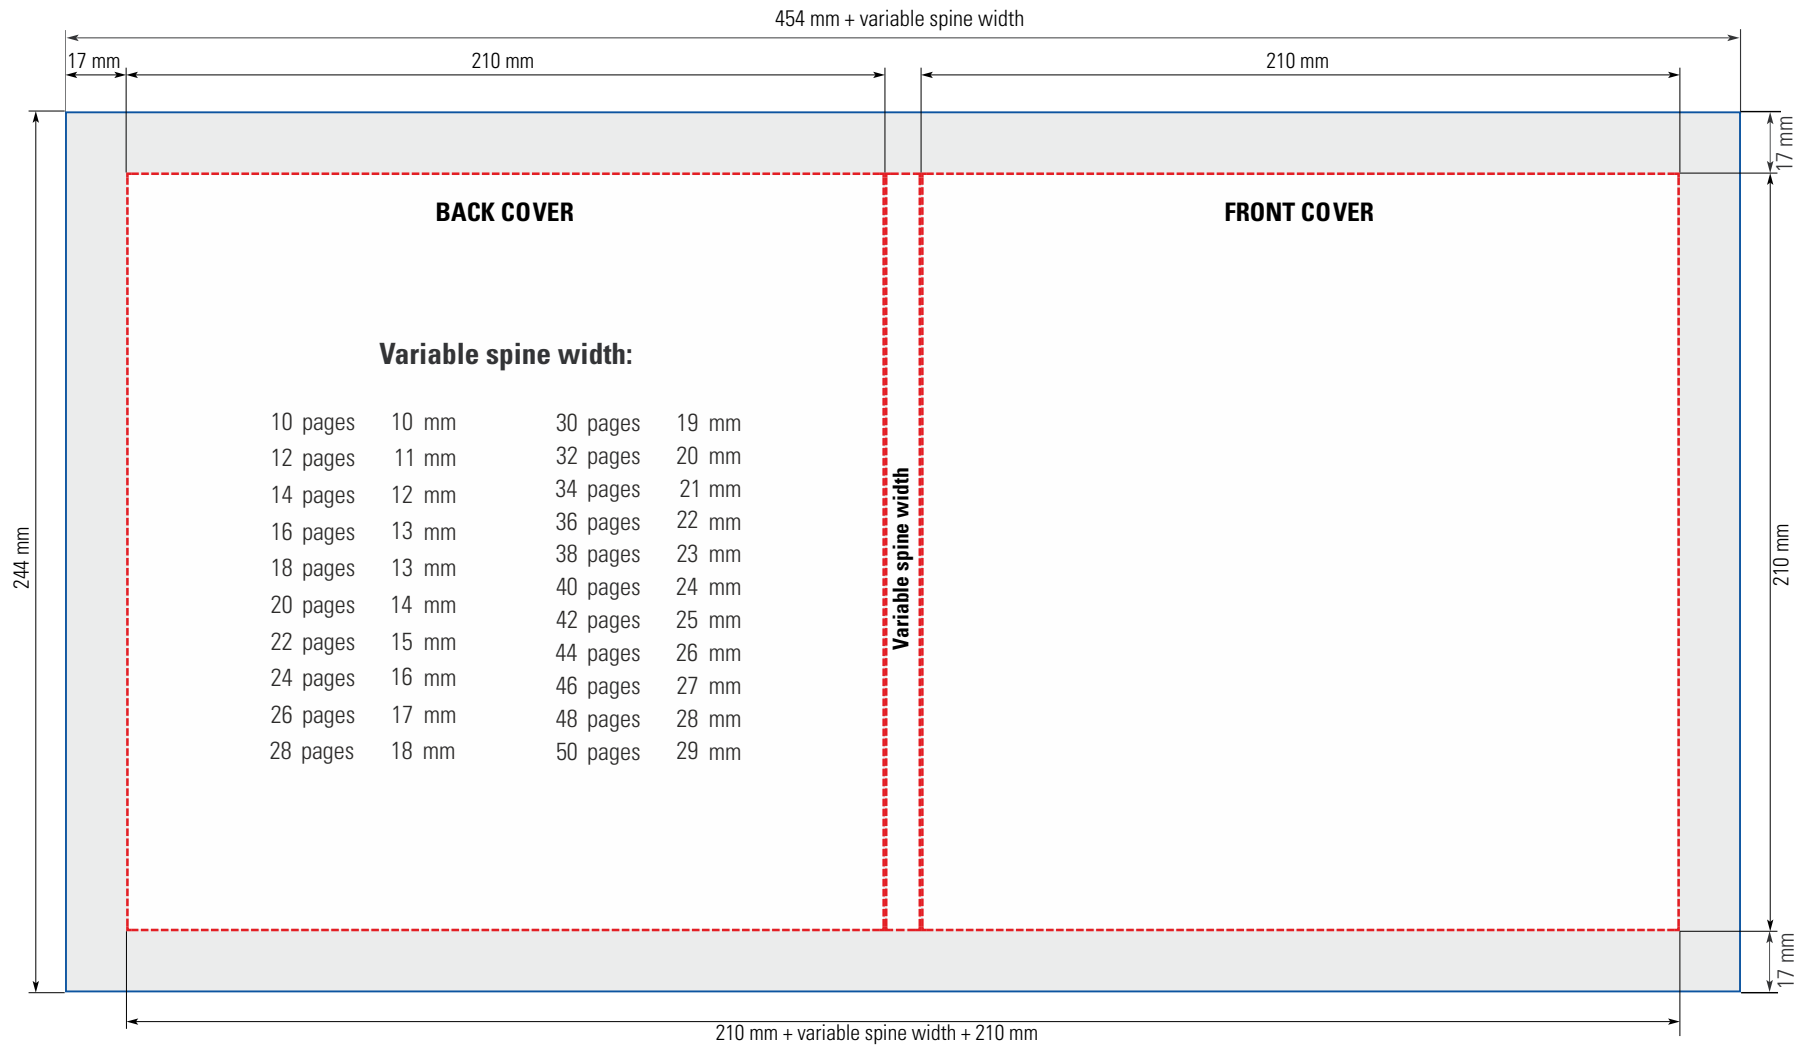 454 mm + variable spine width
17 mm
210 mm
210 mm
17 mm
BACK COVER
FRONT COVER
Variable spine width:
10 pages 10 mm
12 pages 11 mm
14 pages 12 mm
16 pages 13 mm
18 pages 13 mm
20 pages 14 mm
22 pages 15 mm
24 pages 16 mm
26 pages 17 mm
28 pages 18 mm
30 pages 19 mm
32 pages 20 mm
34 pages 21 mm
36 pages 22 mm
38 pages 23 mm
40 pages 24 mm
42 pages 25 mm
44 pages 26 mm
46 pages 27 mm
48 pages 28 mm
50 pages 29 mm
Variable spine width
244 mm
210 mm
17 mm
210 mm + variable spine width + 210 mm